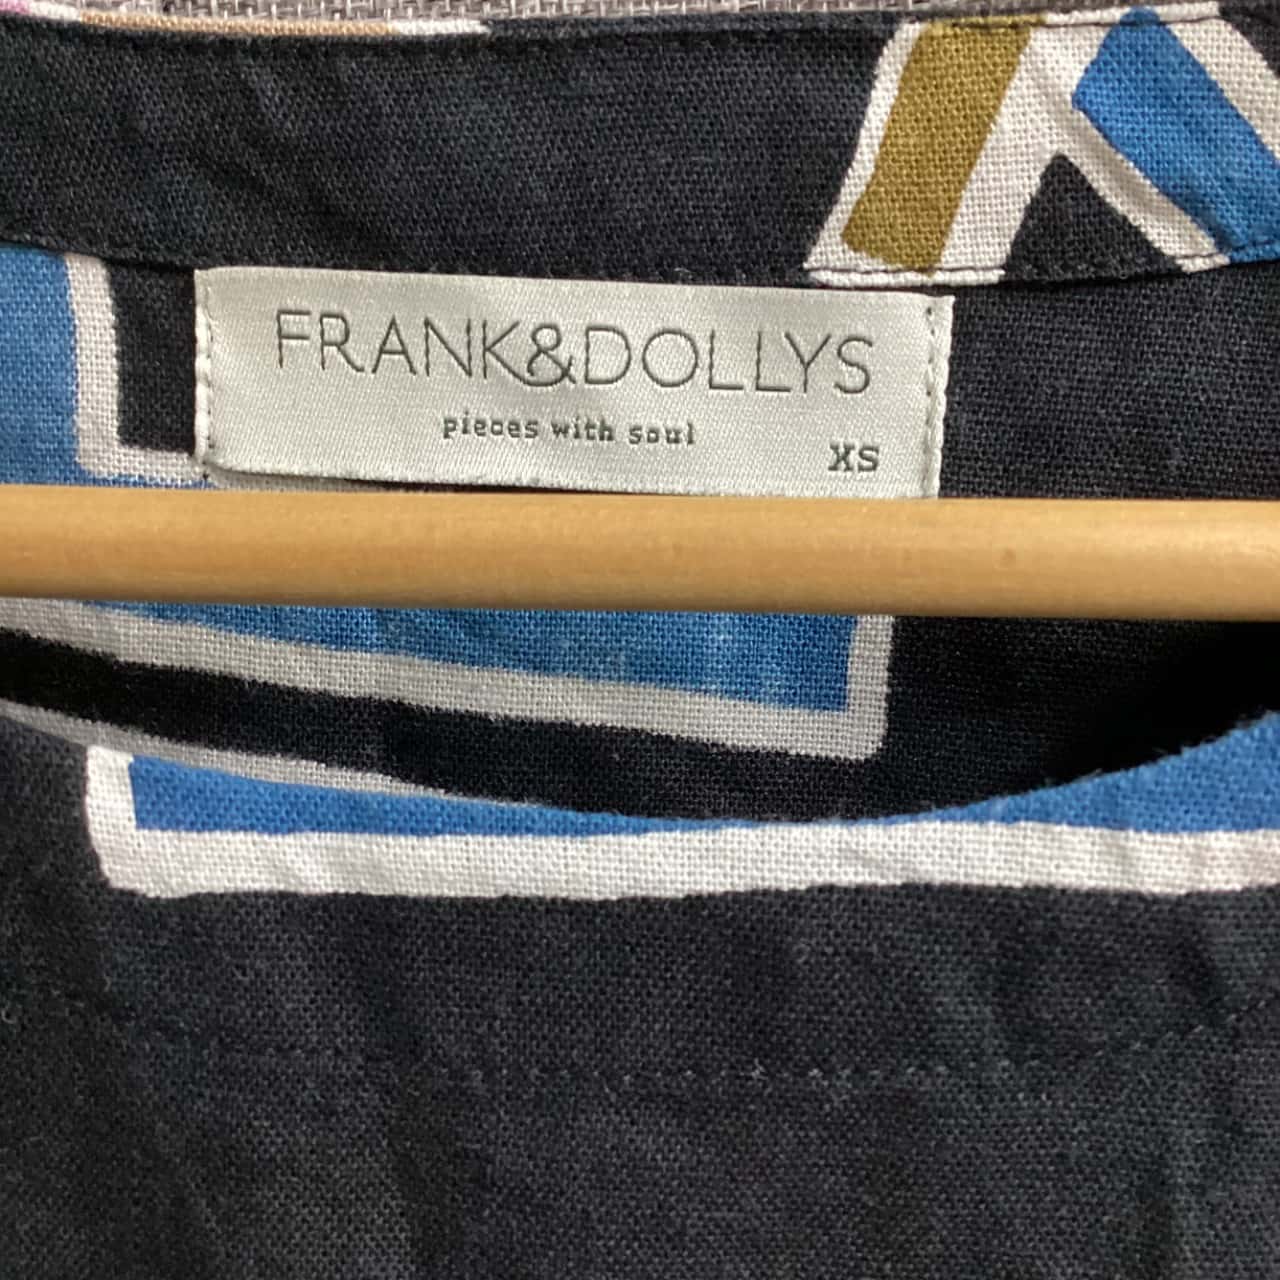 FRANK&DOLLYS
pieces with soul
XS